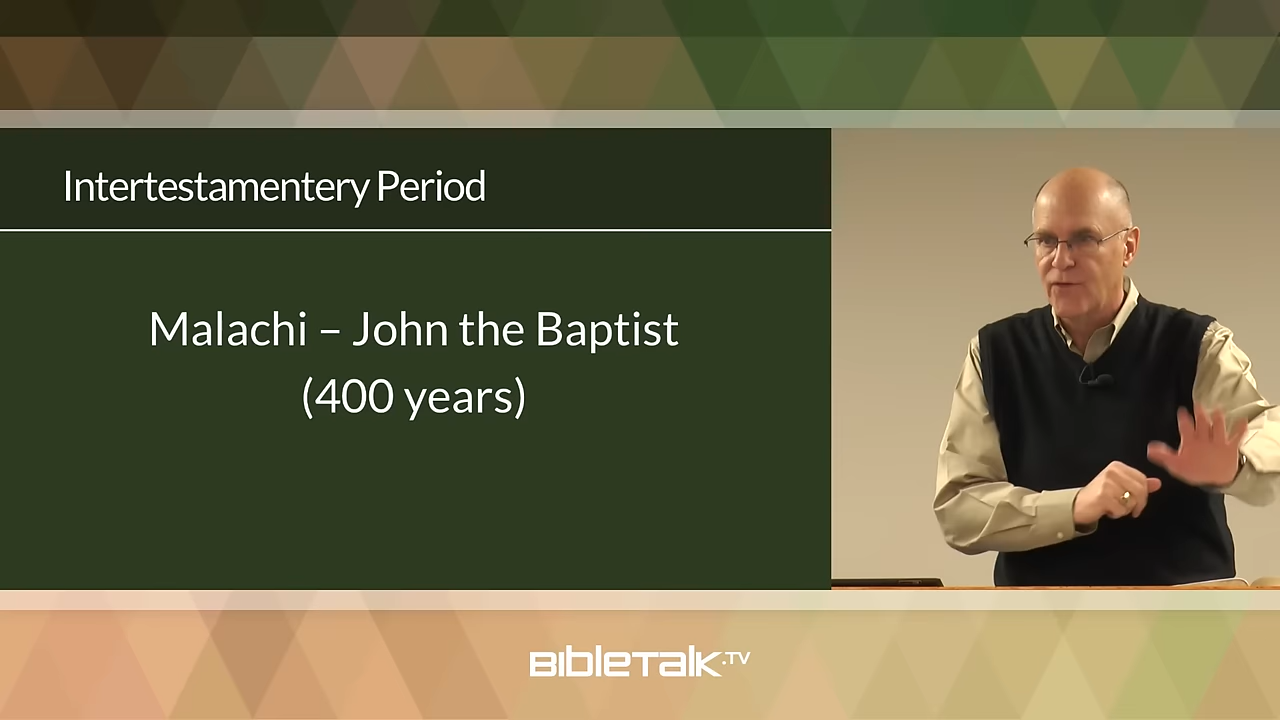 Intertestamentery Period
Malachi – John the Baptist
(400 years)
BIBLETALK.TV